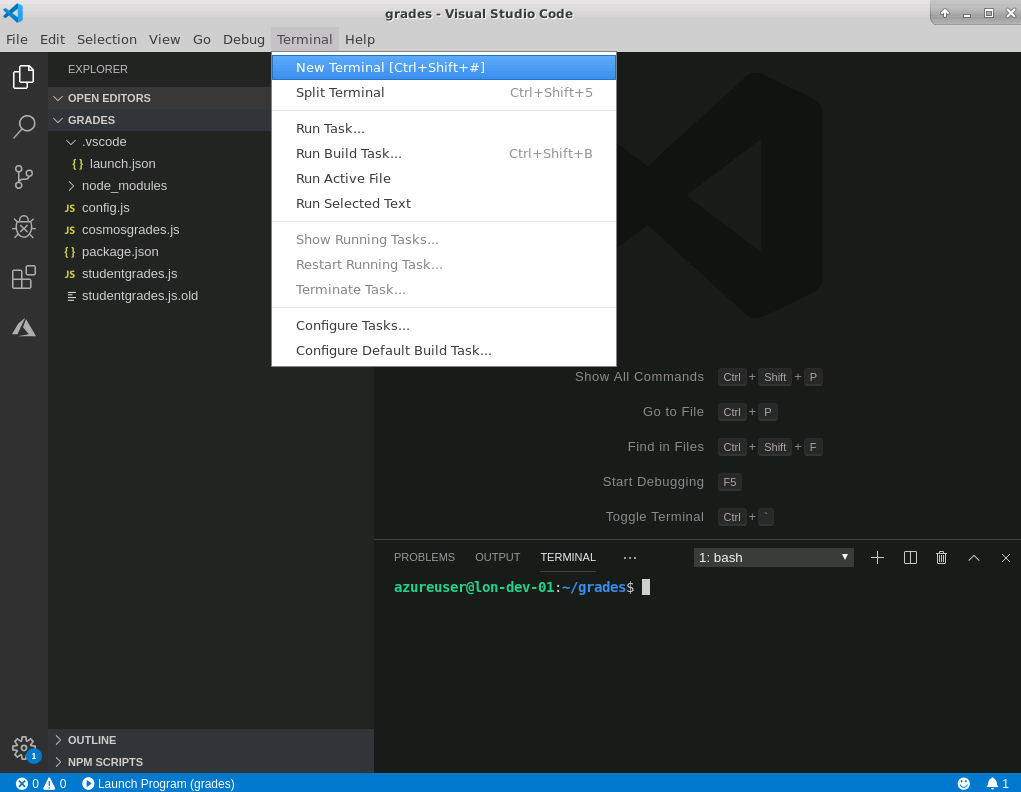 grades - Visual Studio Code
File Edit Selection View Go Debug Terminal Help
EXPLORER
OPEN EDITORS
GRADES
.vscode
{} launch.json
node_modules
JS config.js
JS cosmosgrades.js
{} package.json
JS studentgrades.js
studentgrades.js.old
OUTLINE
NPM SCRIPTS
1
New Terminal [Ctrl+Shift+#]
Split Terminal Ctrl+Shift+5
Run Task...
Run Build Task... Ctrl+Shift+B
Run Active File
Run Selected Text
Show Running Tasks...
Restart Running Task...
Terminate Task...
Configure Tasks...
Configure Default Build Task...
Show All Commands Ctrl + Shift + P
Go to File Ctrl + P
Find in Files Ctrl + Shift + F
Start Debugging F5
Toggle Terminal Ctrl + `
PROBLEMS OUTPUT TERMINAL ··· 1: bash
azureuser@lon-dev-01:~/grades$
0 0 Launch Program (grades) 1